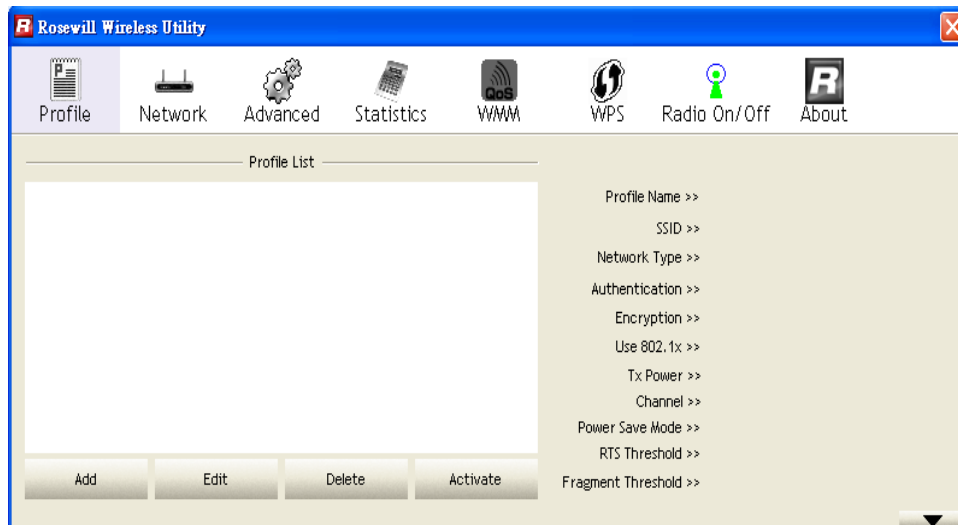 R Rosewill Wireless Utility
Profile Network Advanced Statistics QoS WMM WPS Radio On/Off R About
Profile List
Profile Name >>
SSID >>
Network Type >>
Authentication >>
Encryption >>
Use 802.1x >>
Tx Power >>
Channel >>
Power Save Mode >>
RTS Threshold >>
Fragment Threshold >>
Add Edit Delete Activate